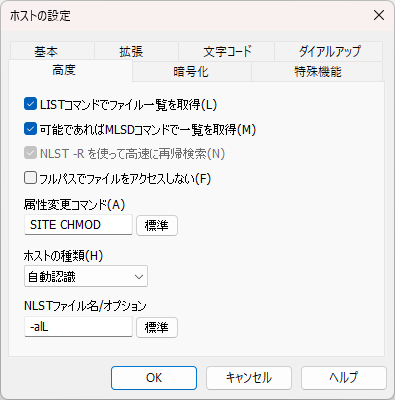 ホストの設定
基本 拡張 文字コード ダイアルアップ
高度 暗号化 特殊機能
LISTコマンドでファイル一覧を取得(L)
可能であればMLSDコマンドで一覧を取得(M)
NLST -R を使って高速に再帰検索(N)
フルパスでファイルをアクセスしない(F)
属性変更コマンド(A)
SITE CHMOD 標準
ホストの種類(H)
自動認識
NLSTファイル名/オプション
-alL 標準
OK キャンセル ヘルプ